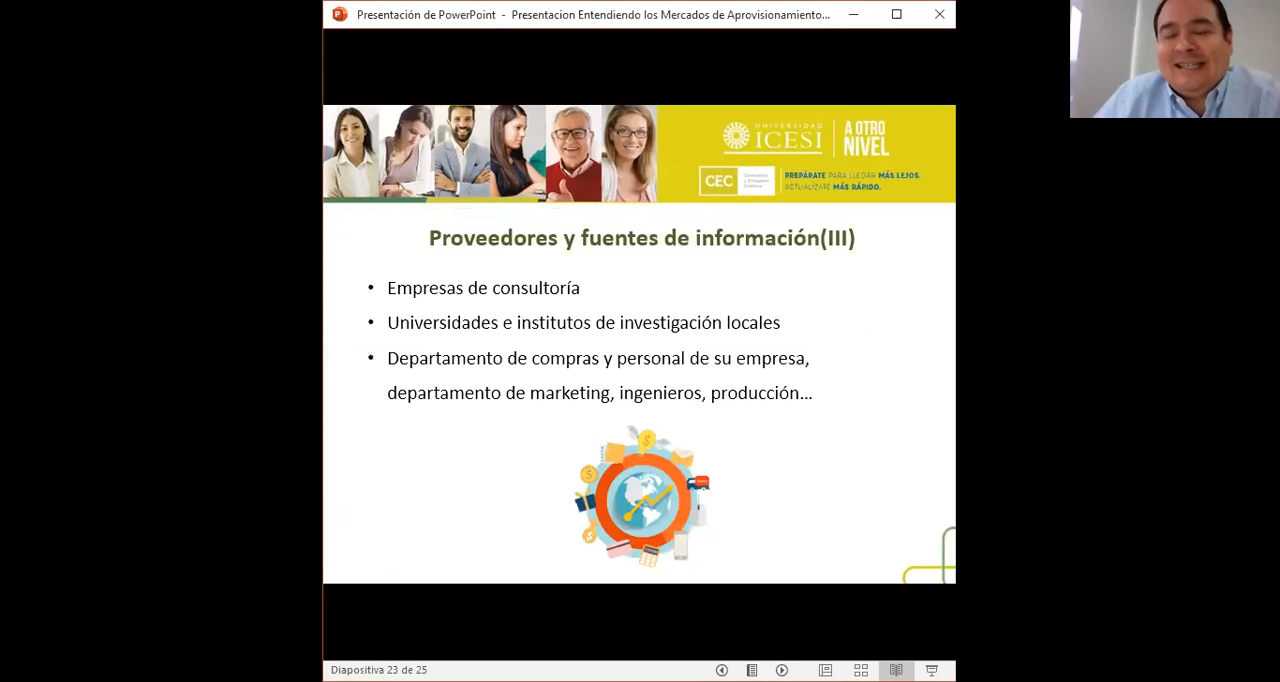 Presentación de PowerPoint - Presentacion Entendiendo los Mercados de Aprovisionamiento...
UNIVERSIDAD
ICESI
A OTRO
NIVEL
CEC
PREPÁRATE PARA LLEGAR MÁS LEJOS.
ACTUALÍZATE MÁS RÁPIDO.
Proveedores y fuentes de información(III)
• Empresas de consultoría
• Universidades e institutos de investigación locales
• Departamento de compras y personal de su empresa,
departamento de marketing, ingenieros, producción...
Diapositiva 23 de 25